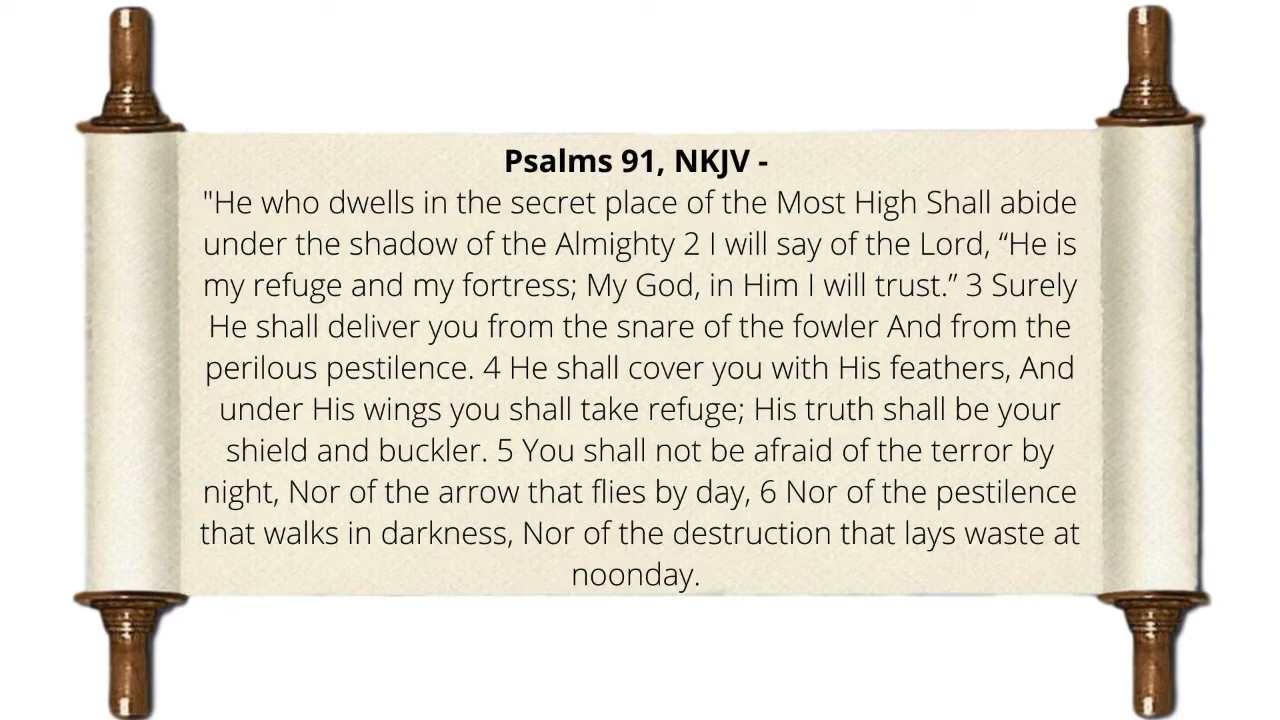 Psalms 91, NKJV -
"He who dwells in the secret place of the Most High Shall abide
under the shadow of the Almighty 2 I will say of the Lord, “He is
my refuge and my fortress; My God, in Him I will trust.” 3 Surely
He shall deliver you from the snare of the fowler And from the
perilous pestilence. 4 He shall cover you with His feathers, And
under His wings you shall take refuge; His truth shall be your
shield and buckler. 5 You shall not be afraid of the terror by
night, Nor of the arrow that flies by day, 6 Nor of the pestilence
that walks in darkness, Nor of the destruction that lays waste at
noonday.